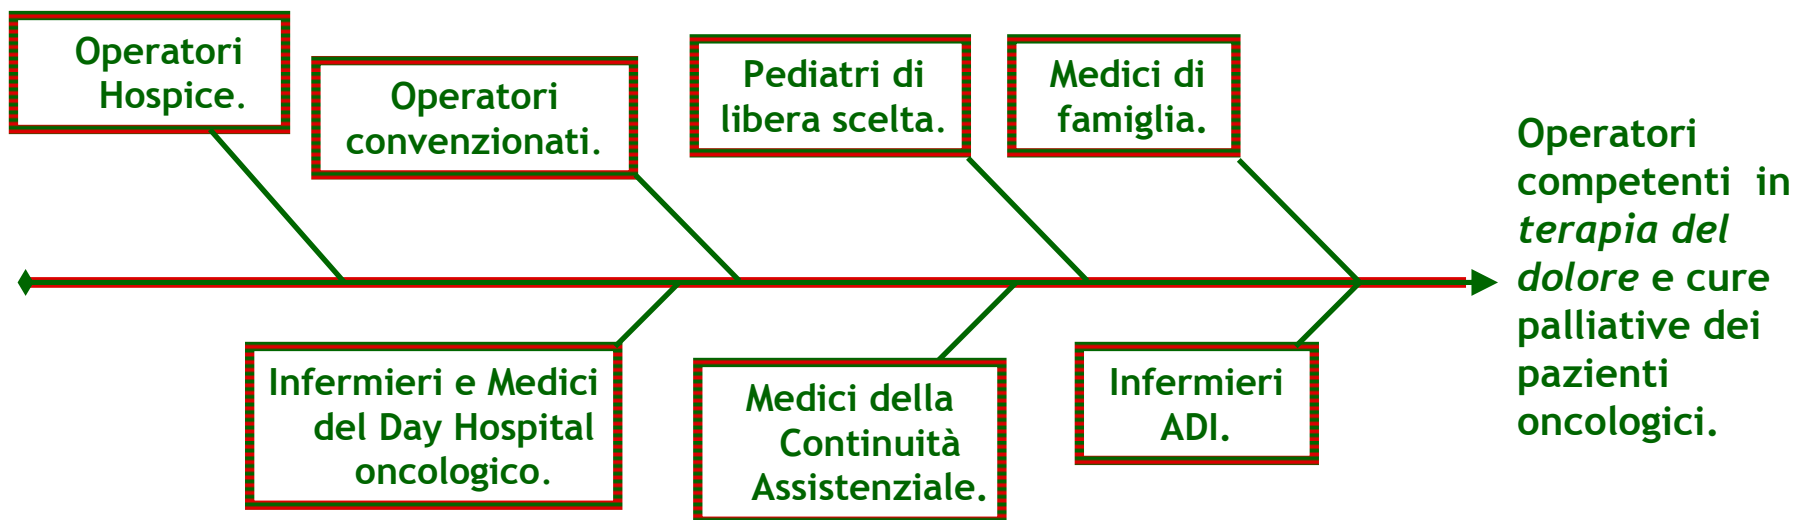 Operatori
Hospice.
Operatori
convenzionati.
Pediatri di
libera scelta.
Medici di
famiglia.
Operatori
competenti in
terapia del
dolore e cure
palliative dei
pazienti
oncologici.
Infermieri e Medici
del Day Hospital
oncologico.
Medici della
Continuità
Assistenziale.
Infermieri
ADI.